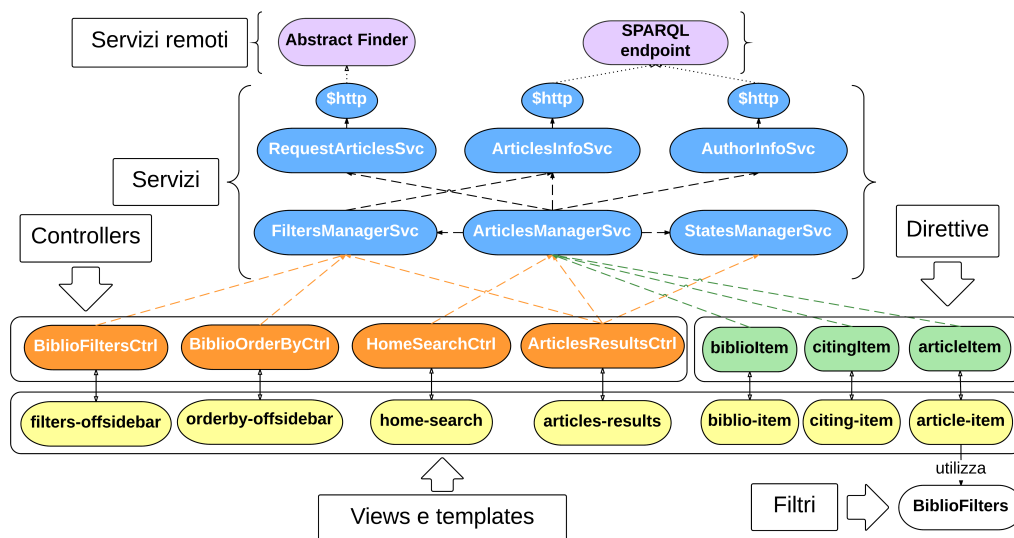 Servizi remoti
Abstract Finder
SPARQL
endpoint
$http
$http
$http
RequestArticlesSvc
ArticlesInfoSvc
AuthorInfoSvc
Servizi
FiltersManagerSvc
ArticlesManagerSvc
StatesManagerSvc
Controllers
Direttive
BiblioFiltersCtrl
BiblioOrderByCtrl
HomeSearchCtrl
ArticlesResultsCtrl
biblioItem
citingItem
articleItem
filters-offsidebar
orderby-offsidebar
home-search
articles-results
biblio-item
citing-item
article-item
utilizza
Views e templates
Filtri
BiblioFilters